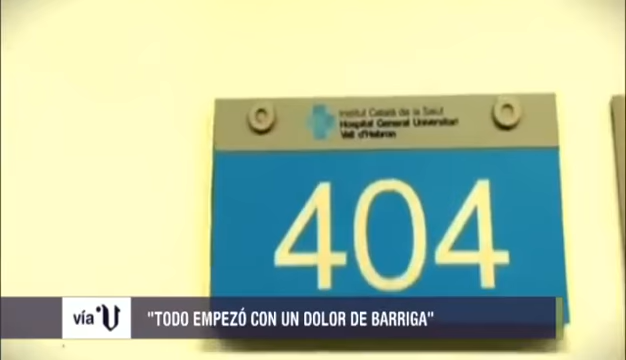 Institut Català de la Salut
Hospital General Universitari
Vall d'Hebron
404
vía U
"TODO EMPEZÓ CON UN DOLOR DE BARRIGA"